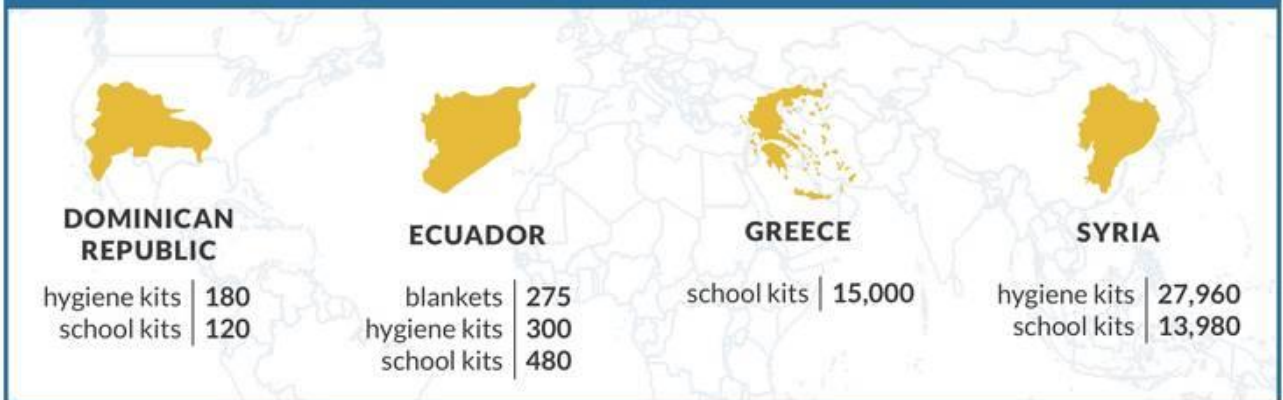 DOMINICAN
REPUBLIC
hygiene kits 180
school kits 120
ECUADOR
blankets 275
hygiene kits 300
school kits 480
GREECE
school kits 15,000
SYRIA
hygiene kits 27,960
school kits 13,980